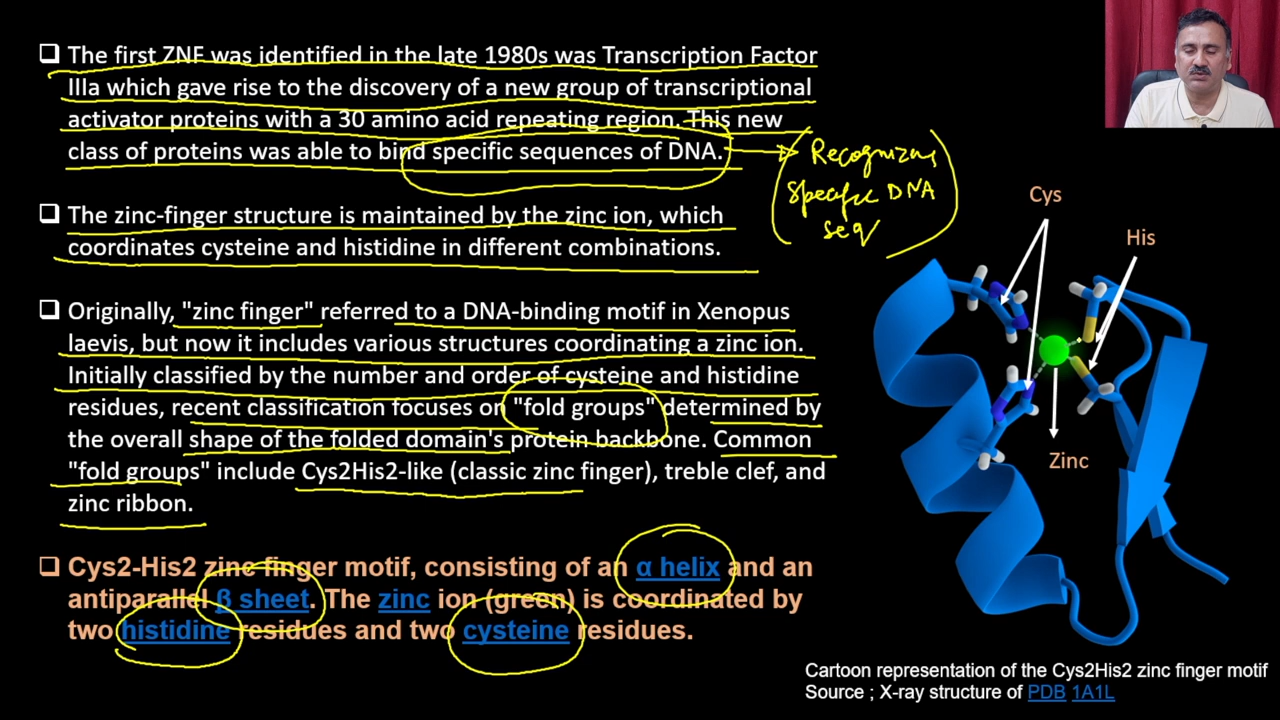 The first ZNF was identified in the late 1980s was Transcription Factor
IIIa which gave rise to the discovery of a new group of transcriptional
activator proteins with a 30 amino acid repeating region. This new
class of proteins was able to bind specific sequences of DNA.
Recognizing
Specific DNA
seq
The zinc-finger structure is maintained by the zinc ion, which
coordinates cysteine and histidine in different combinations.
Originally, "zinc finger" referred to a DNA-binding motif in Xenopus
laevis, but now it includes various structures coordinating a zinc ion.
Initially classified by the number and order of cysteine and histidine
residues, recent classification focuses on "fold groups" determined by
the overall shape of the folded domain's protein backbone. Common
"fold groups" include Cys2His2-like (classic zinc finger), treble clef, and
zinc ribbon.
Cys2-His2 zinc finger motif, consisting of an α helix and an
antiparallel β sheet. The zinc ion (green) is coordinated by
two histidine residues and two cysteine residues.
Cys
His
Zinc
Cartoon representation of the Cys2His2 zinc finger motif
Source ; X-ray structure of PDB 1A1L